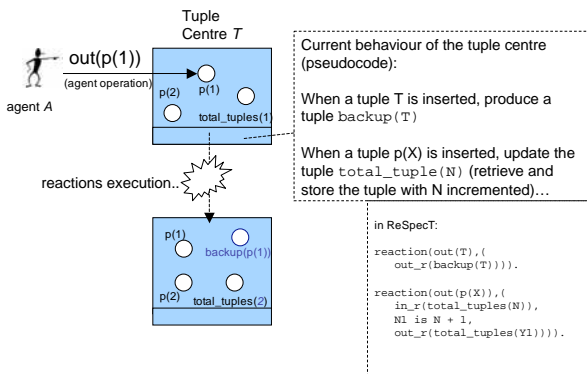 Tuple
Centre T
out(p(1))
(agent operation)
agent A
p(1)
p(2)
total_tuples(1)
reactions execution..
p(1)
backup(p(1))
p(2)
total_tuples(2)
Current behaviour of the tuple centre
(pseudocode):
When a tuple T is inserted, produce a
tuple backup(T)
When a tuple p(X) is inserted, update the
tuple total_tuple(N) (retrieve and
store the tuple with N incremented)…
in ReSpecT:
reaction(out(T),(
out_r(backup(T)))).
reaction(out(p(X)),(
in_r(total_tuples(N)),
N1 is N + 1,
out_r(total_tuples(Y1)))).